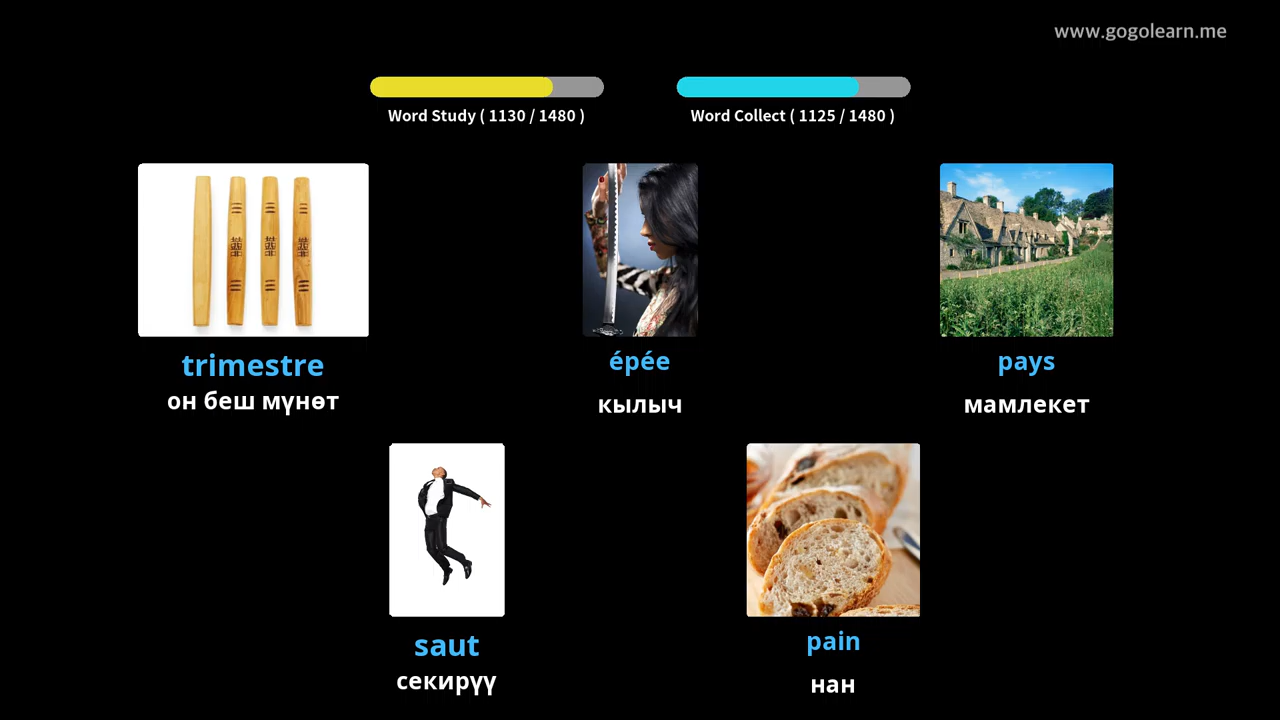 www.gogolearn.me
Word Study ( 1130 / 1480 )
Word Collect ( 1125 / 1480 )
trimestre
он беш мүнөт
épée
кылыч
pays
мамлекет
saut
секирүү
pain
нан